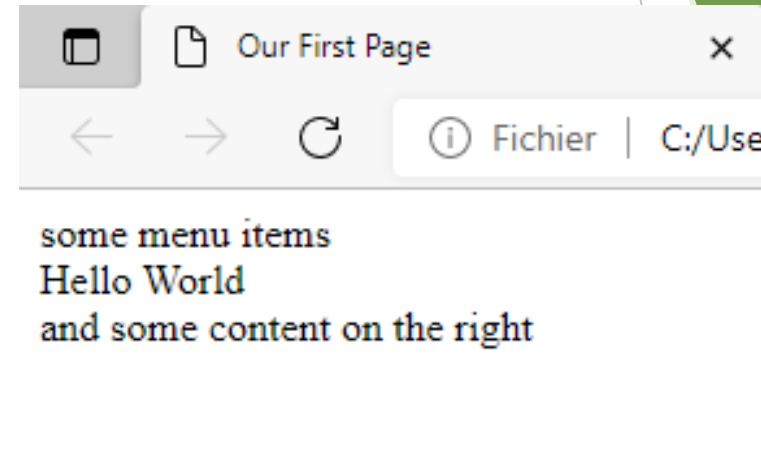 Our First Page
Fichier | C:/Use
some menu items
Hello World
and some content on the right